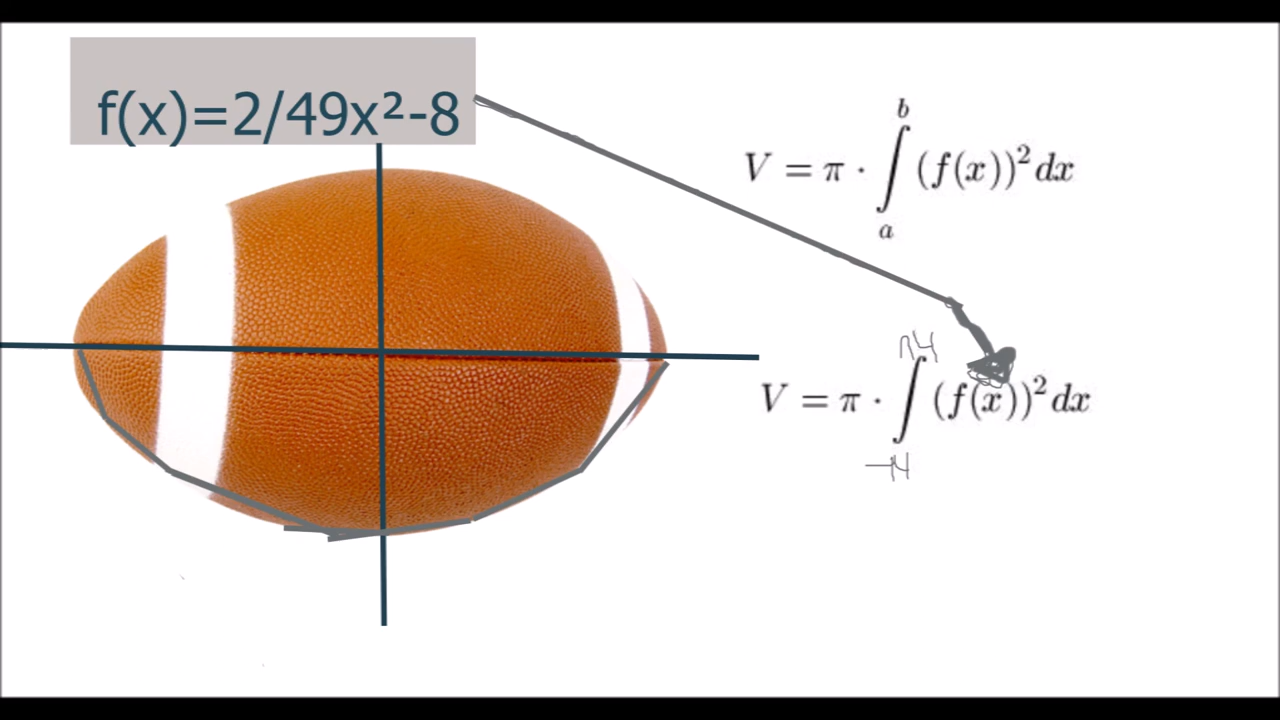 f(x)=2/49x²-8
b
V = π · ∫ (f(x))² dx
a
14
V = π · ∫ (f(x))² dx
-14